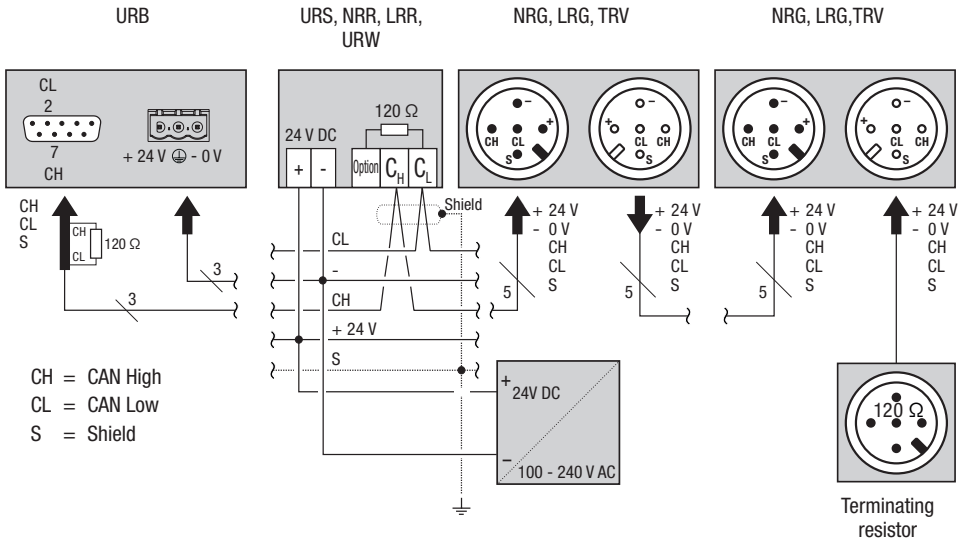 URB
URS, NRR, LRR,
URW
NRG, LRG, TRV
NRG, LRG,TRV
CL
2
7
CH
+ 24 V - 0 V
120 Ω
24 V DC
+ -
Option CH CL
-
+
CH CL
S
-
+
CL CH
S
-
+
CH CL
S
-
+
CL CH
S
CH
CL
S
CH
CL
120 Ω
3
3
Shield
CL
-
CH
+ 24 V
S
+ 24 V
- 0 V
CH
CL
S
5
+ 24 V
- 0 V
CH
CL
S
5
+ 24 V
- 0 V
CH
CL
S
5
+ 24 V
- 0 V
CH
CL
S
CH = CAN High
CL = CAN Low
S = Shield
+
24V DC
-
100 - 240 V AC
120 Ω
Terminating
resistor